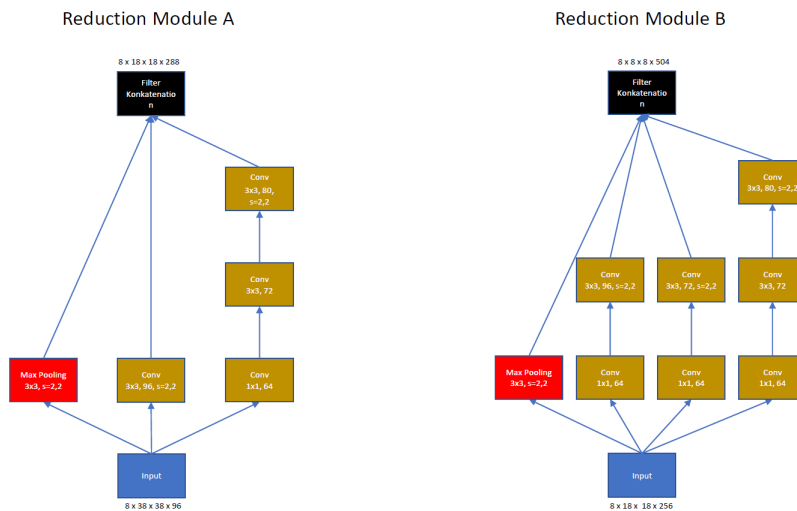 Reduction Module A
8 x 18 x 18 x 288
Filter
Konkatenatio
n
Conv
3x3, 80,
s=2,2
Conv
3x3, 72
Max Pooling
3x3, s=2,2
Conv
3x3, 96, s=2,2
Conv
1x1, 64
Input
8 x 38 x 38 x 96
Reduction Module B
8 x 8 x 8 x 504
Filter
Konkatenatio
n
Conv
3x3, 80, s=2,2
Conv
3x3, 96, s=2,2
Conv
3x3, 72, s=2,2
Conv
3x3, 72
Max Pooling
3x3, s=2,2
Conv
1x1, 64
Conv
1x1, 64
Conv
1x1, 64
Input
8 x 18 x 18 x 256